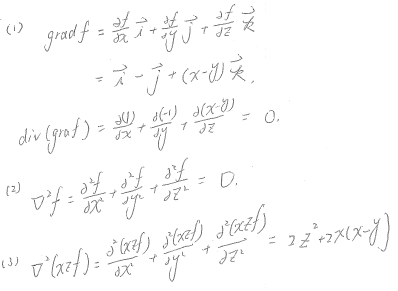 (1) grad f = ∂f/∂x i⃗ + ∂f/∂y j⃗ + ∂f/∂z k⃗
= i⃗ - j⃗ + (x-y) k⃗.
div(graf) = ∂(1)/∂x + ∂(-1)/∂y + ∂(x-y)/∂z = 0.
(2) ∇²f = ∂²f/∂x² + ∂²f/∂y² + ∂²f/∂z² = 0.
(3) ∇²(xzf) = ∂²(xzf)/∂x² + ∂²(xzf)/∂y² + ∂²(xzf)/∂z² = 2z² + 2x(x-y)